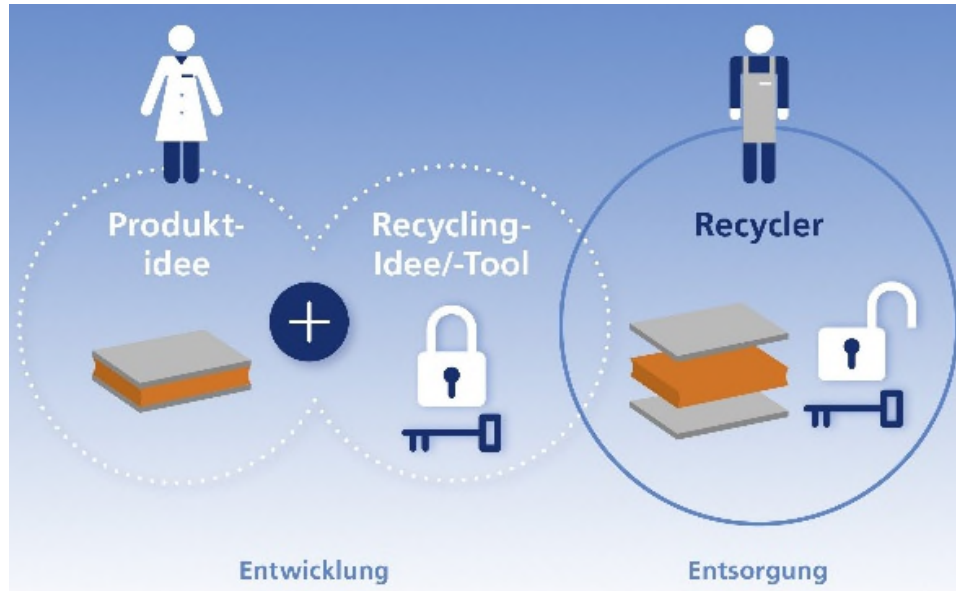 Produkt-
idee
Recycling-
Idee/-Tool
Recycler
Entwicklung
Entsorgung